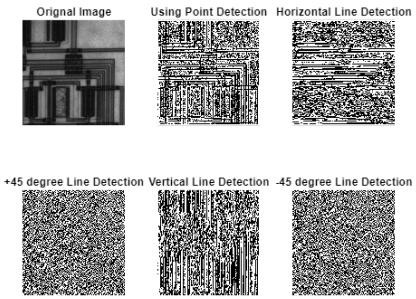 Orignal Image
Using Point Detection
Horizontal Line Detection
+45 degree Line Detection
Vertical Line Detection
-45 degree Line Detection